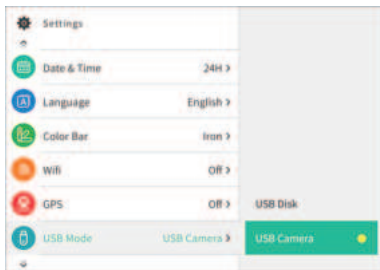 Settings
Date & Time 24H >
Language English >
Color Bar Iron >
Wifi Off >
GPS Off >
USB Disk
USB Mode USB Camera >
USB Camera